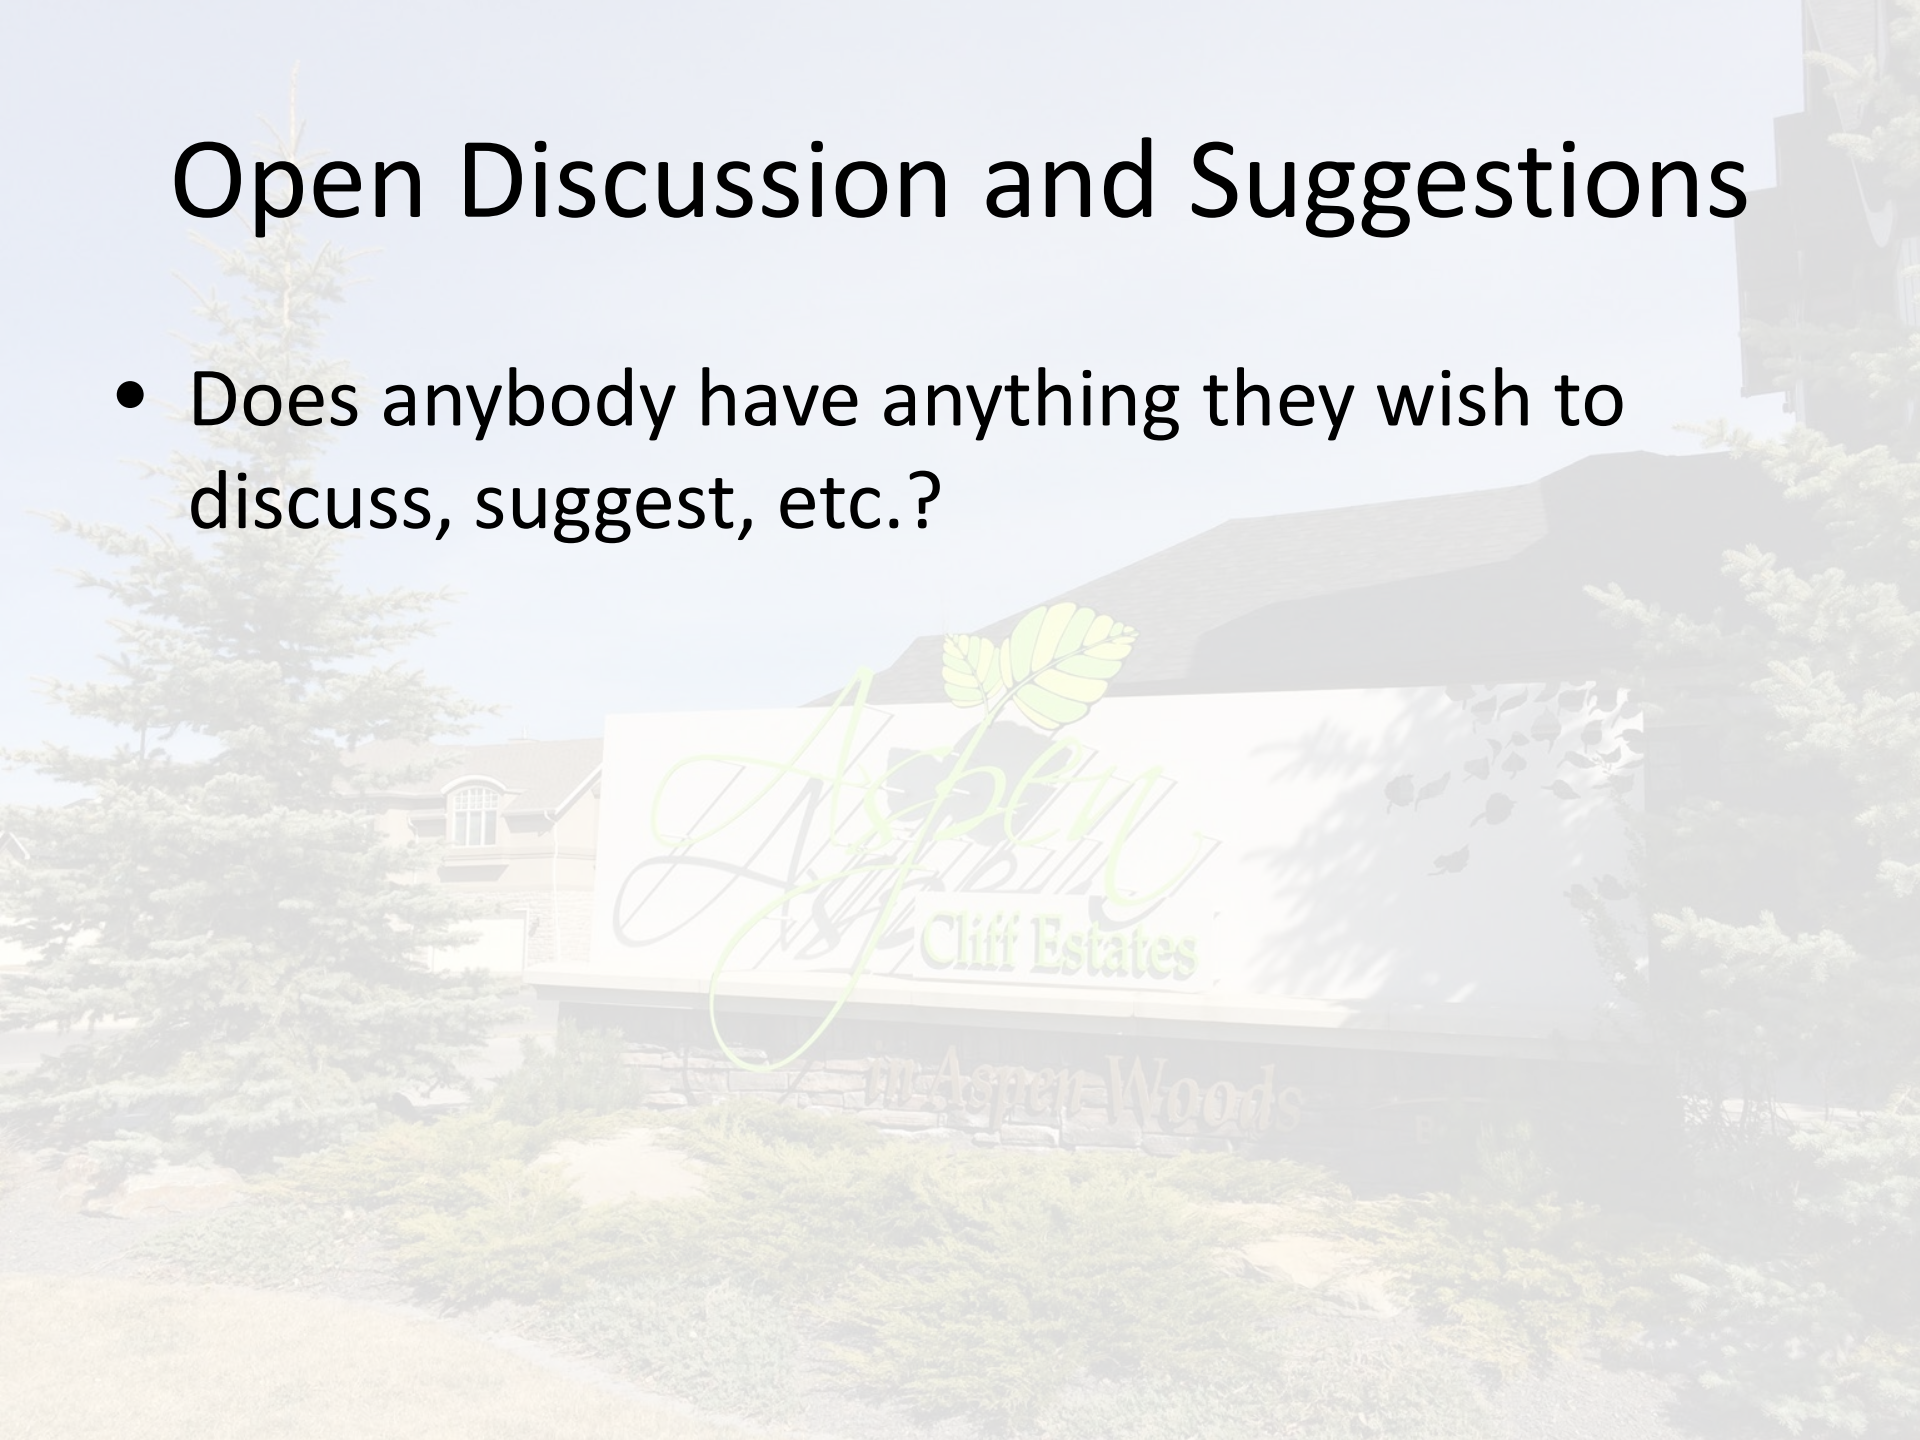 Open Discussion and Suggestions
• Does anybody have anything they wish to
discuss, suggest, etc.?
Aspen
Cliff Estates
in Aspen Woods